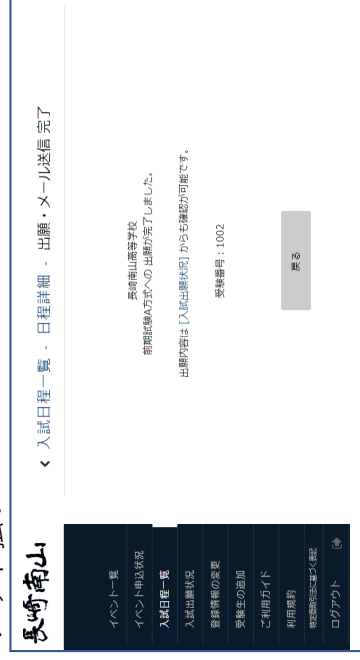 長崎南山
イベント一覧
イベント申込状況
入試日程一覧
入試出願状況
登録情報の変更
受験生の追加
ご利用ガイド
利用規約
特定商取引法に基づく表記
ログアウト
< 入試日程一覧 - 日程詳細 - 出願・メール送信 完了
長崎南山高等学校
前期試験A方式への 出願が完了しました。
出願内容は [入試出願状況] からも確認が可能です。
受験番号：1002
戻る